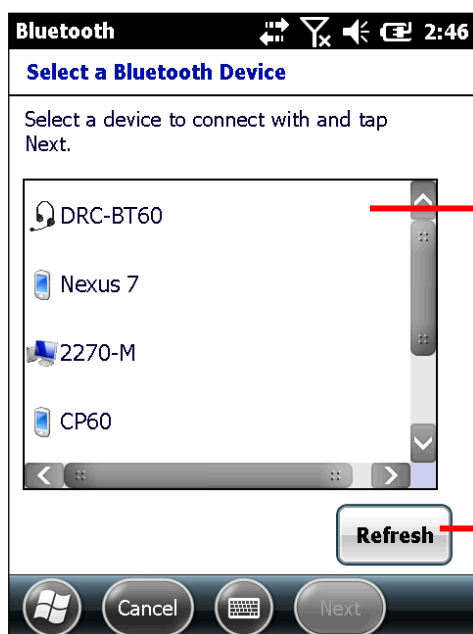 Bluetooth 2:46
Select a Bluetooth Device
Select a device to connect with and tap
Next.
DRC-BT60
Nexus 7
2270-M
CP60
Refresh
Cancel Next